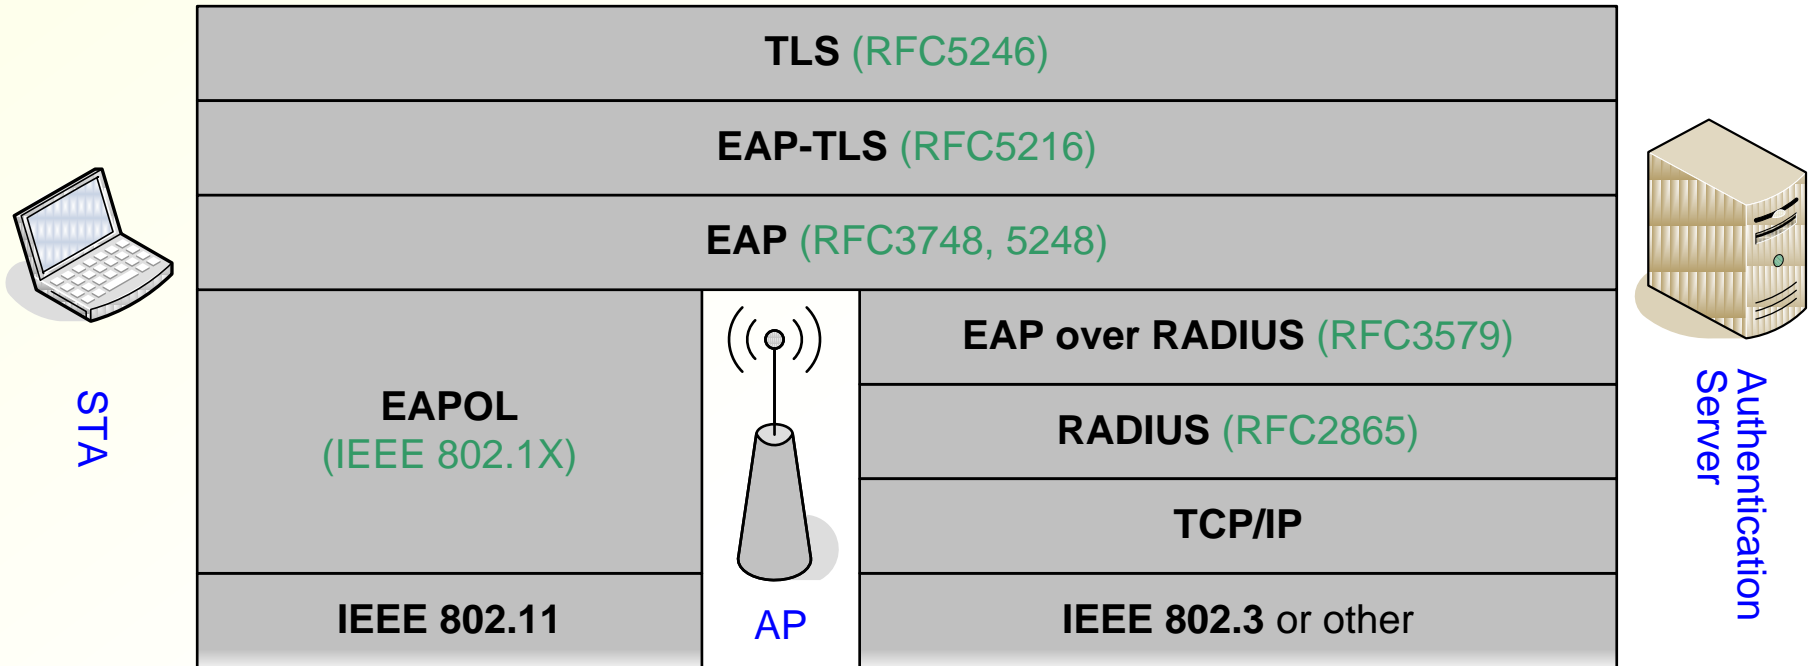 TLS (RFC5246)
EAP-TLS (RFC5216)
EAP (RFC3748, 5248)
STA
EAPOL
(IEEE 802.1X)
IEEE 802.11
AP
EAP over RADIUS (RFC3579)
RADIUS (RFC2865)
TCP/IP
IEEE 802.3 or other
Authentication
Server